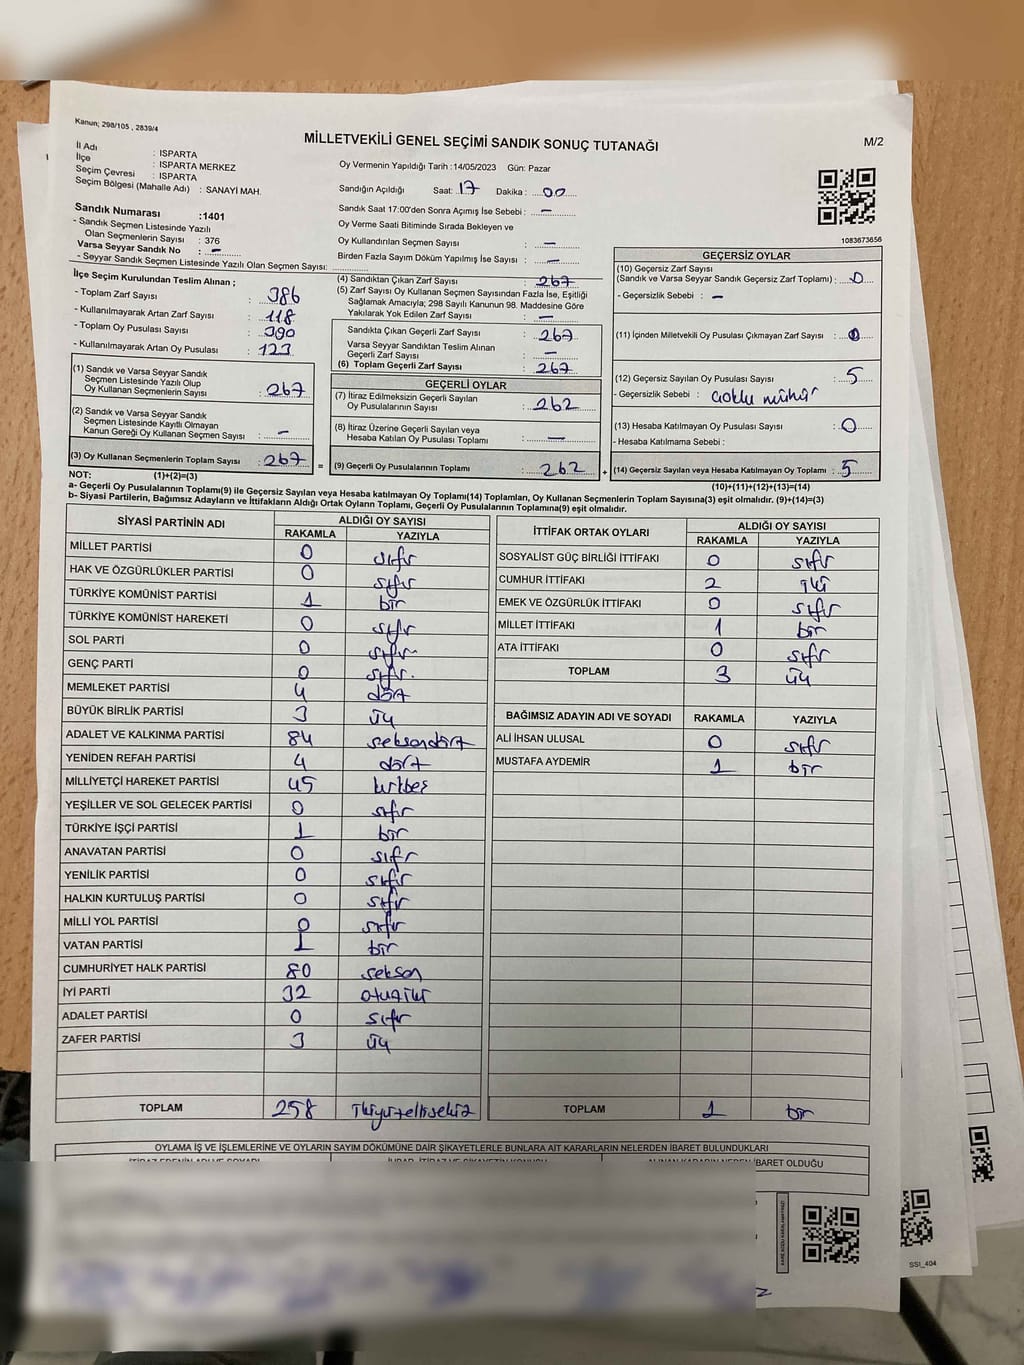 Kanun; 298/105 , 2839/4
MİLLETVEKİLİ GENEL SEÇİMİ SANDIK SONUÇ TUTANAĞI
M/2
İl Adı : ISPARTA
İlçe : ISPARTA MERKEZ
Seçim Çevresi : ISPARTA
Seçim Bölgesi (Mahalle Adı) : SANAYİ MAH.
Sandık Numarası :1401
- Sandık Seçmen Listesinde Yazılı
Olan Seçmenlerin Sayısı : 376
Varsa Seyyar Sandık No : -
- Seyyar Sandık Seçmen Listesinde Yazılı Olan Seçmen Sayısı:
Oy Vermenin Yapıldığı Tarih :14/05/2023 Gün: Pazar
Sandığın Açıldığı Saat: 17 Dakika : 00
Sandık Saat 17:00'den Sonra Açımış İse Sebebi : -
Oy Verme Saati Bitiminde Sırada Bekleyen ve
Oy Kullandırılan Seçmen Sayısı : -
Birden Fazla Sayım Döküm Yapılmış İse Sayısı : -
1083673656
İlçe Seçim Kurulundan Teslim Alınan ;
- Toplam Zarf Sayısı : 386
- Kullanılmayarak Artan Zarf Sayısı : 118
- Toplam Oy Pusulası Sayısı : 390
- Kullanılmayarak Artan Oy Pusulası : 123
(1) Sandık ve Varsa Seyyar Sandık
Seçmen Listesinde Yazılı Olup
Oy Kullanan Seçmenlerin Sayısı : 267
(2) Sandık ve Varsa Seyyar Sandık
Seçmen Listesinde Kayıtlı Olmayan
Kanun Gereği Oy Kullanan Seçmen Sayısı : -
(3) Oy Kullanan Seçmenlerin Toplam Sayısı : 267
(4) Sandıktan Çıkan Zarf Sayısı : 267
(5) Zarf Sayısı Oy Kullanan Seçmen Sayısından Fazla İse, Eşitliği
Sağlamak Amacıyla; 298 Sayılı Kanunun 98. Maddesine Göre
Yakılarak Yok Edilen Zarf Sayısı : -
Sandıkta Çıkan Geçerli Zarf Sayısı : 267
Varsa Seyyar Sandıktan Teslim Alınan
Geçerli Zarf Sayısı : -
(6) Toplam Geçerli Zarf Sayısı : 267
GEÇERLİ OYLAR
(7) İtiraz Edilmeksizin Geçerli Sayılan
Oy Pusulalarının Sayısı : 262
(8) İtiraz Üzerine Geçerli Sayılan veya
Hesaba Katılan Oy Pusulası Toplamı : -
= (9) Geçerli Oy Pusulalarının Toplamı : 262
GEÇERSİZ OYLAR
(10) Geçersiz Zarf Sayısı
(Sandık ve Varsa Seyyar Sandık Geçersiz Zarf Toplamı) : 0
- Geçersizlik Sebebi : -
(11) İçinden Milletvekili Oy Pusulası Çıkmayan Zarf Sayısı : 0
(12) Geçersiz Sayılan Oy Pusulası Sayısı : 5
- Geçersizlik Sebebi : çoklu mühür
(13) Hesaba Katılmayan Oy Pusulası Sayısı : 0
- Hesaba Katılmama Sebebi :
+ (14) Geçersiz Sayılan veya Hesaba Katılmayan Oy Toplamı : 5
NOT: (1)+(2)=(3)
(10)+(11)+(12)+(13)=(14)
a- Geçerli Oy Pusulalarının Toplamı(9) ile Geçersiz Sayılan veya Hesaba katılmayan Oy Toplamı(14) Toplamları, Oy Kullanan Seçmenlerin Toplam Sayısına(3) eşit olmalıdır. (9)+(14)=(3)
b- Siyasi Partilerin, Bağımsız Adayların ve İttifakların Aldığı Ortak Oyların Toplamı, Geçerli Oy Pusulalarının Toplamına(9) eşit olmalıdır.
SİYASİ PARTİNİN ADI ALDIĞI OY SAYISI
RAKAMLA YAZIYLA
MİLLET PARTİSİ 0 sıfır
HAK VE ÖZGÜRLÜKLER PARTİSİ 0 sıfır
TÜRKİYE KOMÜNİST PARTİSİ 1 bir
TÜRKİYE KOMÜNİST HAREKETİ 0 sıfır
SOL PARTİ 0 sıfır
GENÇ PARTİ 0 sıfır.
MEMLEKET PARTİSİ 4 dört
BÜYÜK BİRLİK PARTİSİ 3 üç
ADALET VE KALKINMA PARTİSİ 84 seksendört
YENİDEN REFAH PARTİSİ 4 dört
MİLLİYETÇİ HAREKET PARTİSİ 45 kırkbeş
YEŞİLLER VE SOL GELECEK PARTİSİ 0 sıfır
TÜRKİYE İŞÇİ PARTİSİ 1 bir
ANAVATAN PARTİSİ 0 sıfır
YENİLİK PARTİSİ 0 sıfır
HALKIN KURTULUŞ PARTİSİ 0 sıfır
MİLLİ YOL PARTİSİ 0 sıfır
VATAN PARTİSİ 1 bir
CUMHURİYET HALK PARTİSİ 80 seksen
İYİ PARTİ 32 otuziki
ADALET PARTİSİ 0 sıfır
ZAFER PARTİSİ 3 üç
TOPLAM 258 ikiyüzellisekiz
İTTİFAK ORTAK OYLARI ALDIĞI OY SAYISI
RAKAMLA YAZIYLA
SOSYALİST GÜÇ BİRLİĞİ İTTİFAKI 0 sıfır
CUMHUR İTTİFAKI 2 iki
EMEK VE ÖZGÜRLÜK İTTİFAKI 0 sıfır
MİLLET İTTİFAKI 1 bir
ATA İTTİFAKI 0 sıfır
TOPLAM 3 üç
BAĞIMSIZ ADAYIN ADI VE SOYADI RAKAMLA YAZIYLA
ALİ İHSAN ULUSAL 0 sıfır
MUSTAFA AYDEMİR 1 bir
TOPLAM 1 bir
OYLAMA İŞ VE İŞLEMLERİNE VE OYLARIN SAYIM DÖKÜMÜNE DAİR ŞİKAYETLERLE BUNLARA AİT KARARLARIN NELERDEN İBARET BULUNDUKLARI
İBARET OLDUĞU
SSI_404